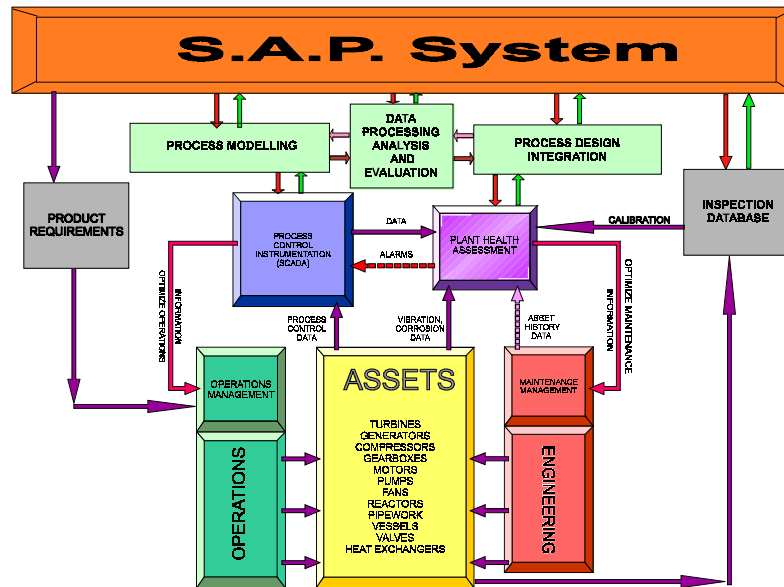 S.A.P. System
DATA
PROCESSING
ANALYSIS
AND
EVALUATION
PROCESS MODELLING
PROCESS DESIGN
INTEGRATION
PRODUCT
REQUIREMENTS
INSPECTION
DATABASE
PROCESS
CONTROL
INSTRUMENTATION
(SCADA)
DATA
ALARMS
PLANT HEALTH
ASSESSMENT
CALIBRATION
INFORMATION
OPTIMIZE OPERATIONS
OPTIMIZE MAINTENANCE
INFORMATION
PROCESS
CONTROL
DATA
VIBRATION,
CORROSION
DATA
ASSET
HISTORY
DATA
OPERATIONS
MANAGEMENT
ASSETS
MAINTENANCE
MANAGEMENT
TURBINES
GENERATORS
COMPRESSORS
GEARBOXES
MOTORS
PUMPS
FANS
REACTORS
PIPEWORK
VESSELS
VALVES
HEAT EXCHANGERS
OPERATIONS
ENGINEERING